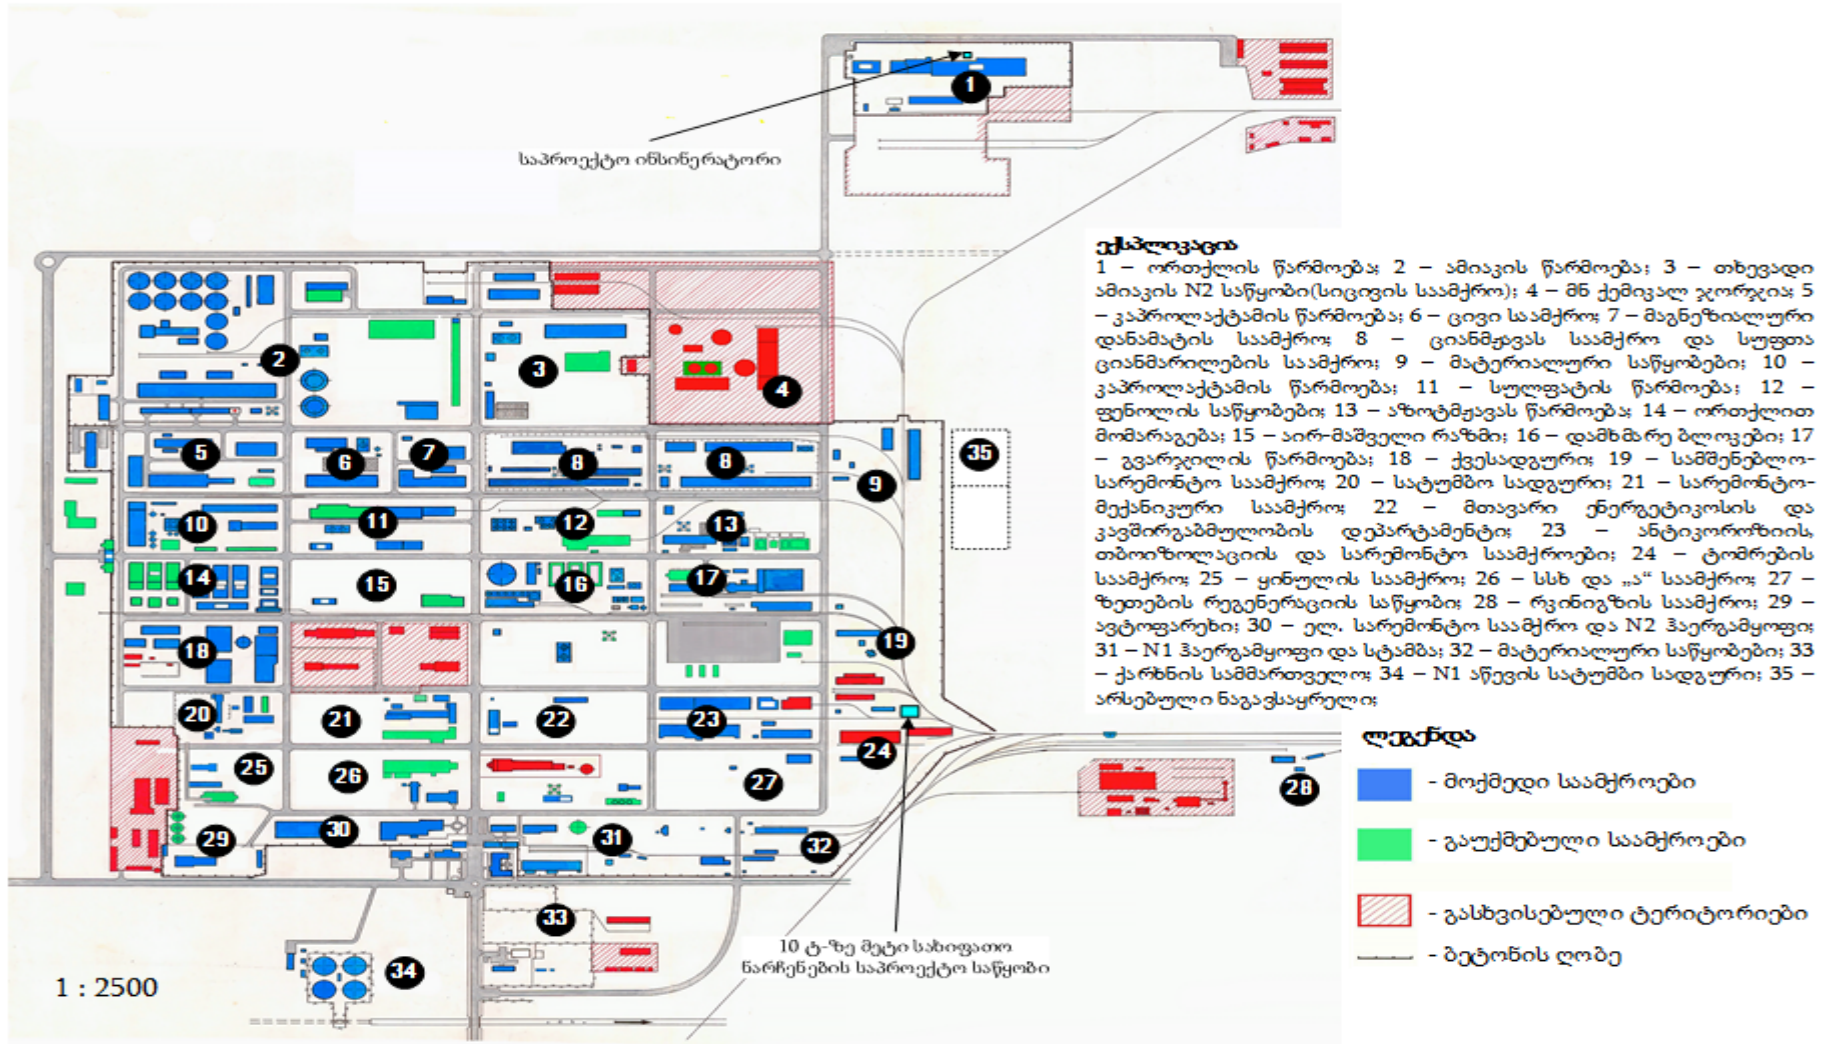 1
საპროექტო ინსინერატორი
ექსპლიკაცია
1 – ორთქლის წარმოება; 2 – ამიაკის წარმოება; 3 – თხევადი
ამიაკის N2 საწყობი(სიცივის საამქრო); 4 – მნ ქემიკალ ჯორჯია; 5
– კაპროლაქტამის წარმოება; 6 – ცივი საამქრო; 7 – მაგნეზიალური
დანამატის საამქრო; 8 – ციანმჟავას საამქრო და სუფთა
ციანმარილების საამქრო; 9 – მატერიალური საწყობები; 10 –
კაპროლაქტამის წარმოება; 11 – სულფატის წარმოება; 12 –
ფენოლის საწყობები; 13 – აზოტმჟავას წარმოება; 14 – ორთქლით
მომარაგება; 15 – აირ-მაშველი რაზმი; 16 – დამხმარე ბლოკები; 17
– გვარჯილის წარმოება; 18 – ქვესადგური; 19 – სამშენებლო-
სარემონტო საამქრო; 20 – სატუმბო სადგური; 21 – სარემონტო-
მექანიკური საამქრო; 22 – მთავარი ენერგეტიკოსის და
კავშირგაბმულობის დეპარტამენტი; 23 – ანტიკოროზიის,
თბოიზოლაციის და სარემონტო საამქროები; 24 – ტომრების
საამქრო; 25 – ყინულის საამქრო; 26 – სსხ და „ა“ საამქრო; 27 –
ზეთების რეგენერაციის საწყობი; 28 – რკინიგზის საამქრო; 29 –
ავტოფარეხი; 30 – ელ. სარემონტო საამქრო და N2 ჰაერგამყოფი;
31 – N1 ჰაერგამყოფი და სტამბა; 32 – მატერიალური საწყობები; 33
– ქარხნის სამმართველო; 34 – N1 აწევის სატუმბი სადგური; 35 –
არსებული ნაგავსაყრელი;
2
3
4
5
6
7
8
8
9
35
10
11
12
13
14
15
16
17
18
19
20
21
22
23
24
25
26
27
28
29
30
31
32
33
34
10 ტ-ზე მეტი სახიფათო
ნარჩენების საპროექტო საწყობი
1 : 2500
ლეგენდა
- მოქმედი საამქროები
- გაუქმებული საამქროები
- გასხვისებული ტერიტორიები
- ბეტონის ღობე